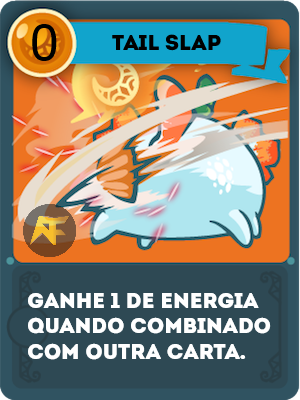 0
TAIL SLAP
GANHE 1 DE ENERGIA
QUANDO COMBINADO
COM OUTRA CARTA.